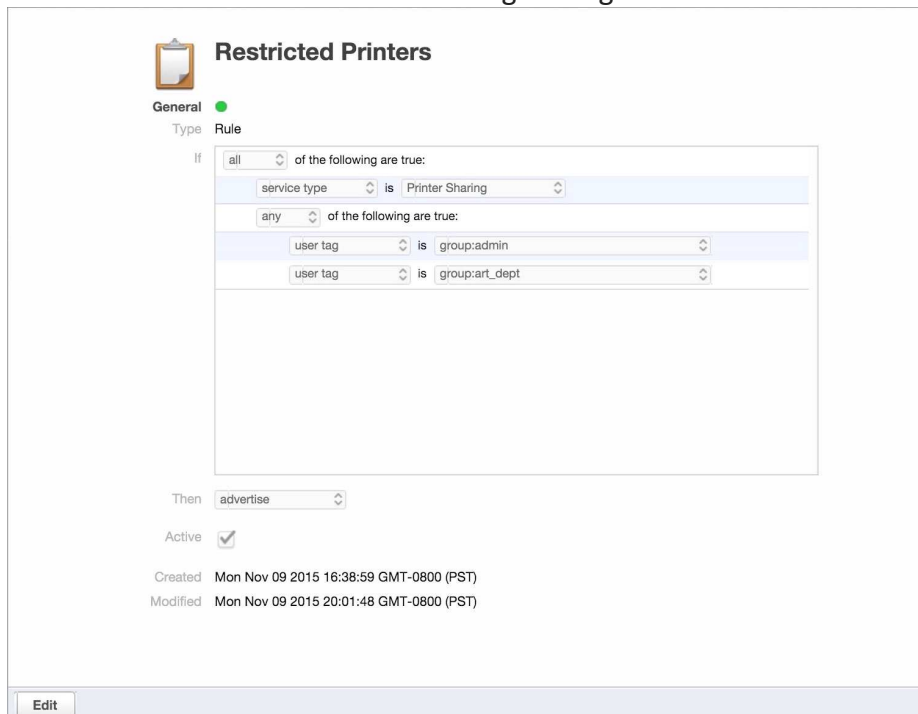 Restricted Printers
General
Type Rule
If all of the following are true:
service type is Printer Sharing
any of the following are true:
user tag is group:admin
user tag is group:art_dept
Then advertise
Active
Created Mon Nov 09 2015 16:38:59 GMT-0800 (PST)
Modified Mon Nov 09 2015 20:01:48 GMT-0800 (PST)
Edit